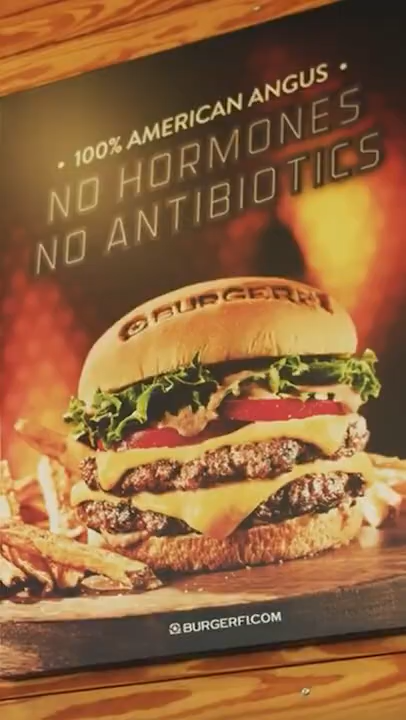 • 100% AMERICAN ANGUS •
NO HORMONES
NO ANTIBIOTICS
BURGERFI
BURGERFI.COM